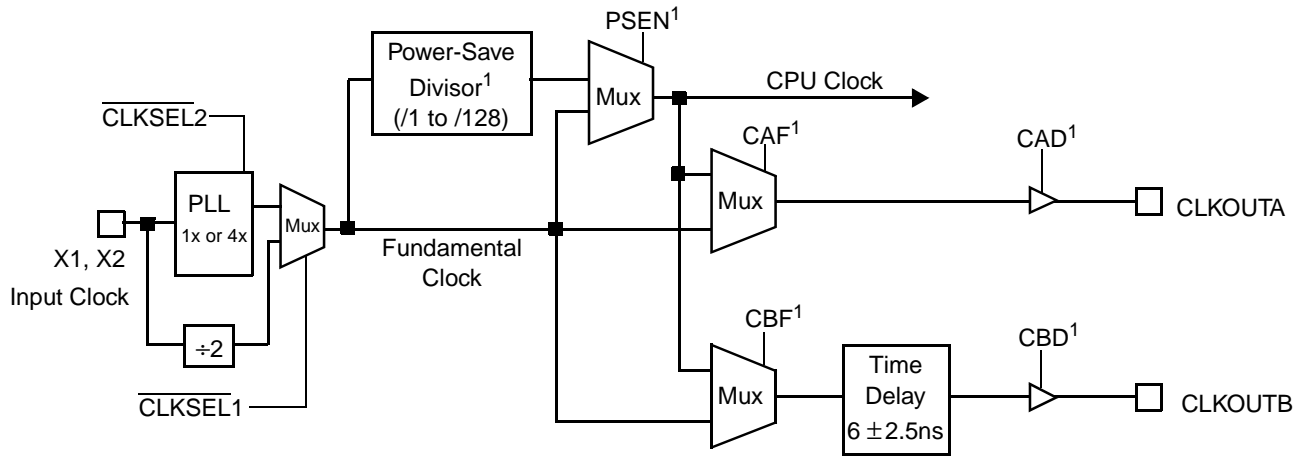 PSEN¹
Power-Save
Divisor¹
(/1 to /128)
Mux
CPU Clock
CLKSEL2
CAF¹
CAD¹
PLL
1x or 4x
Mux
Mux
CLKOUTA
X1, X2
Input Clock
Fundamental
Clock
÷2
CBF¹
CBD¹
CLKSEL1
Mux
Time
Delay
6 ±2.5ns
CLKOUTB